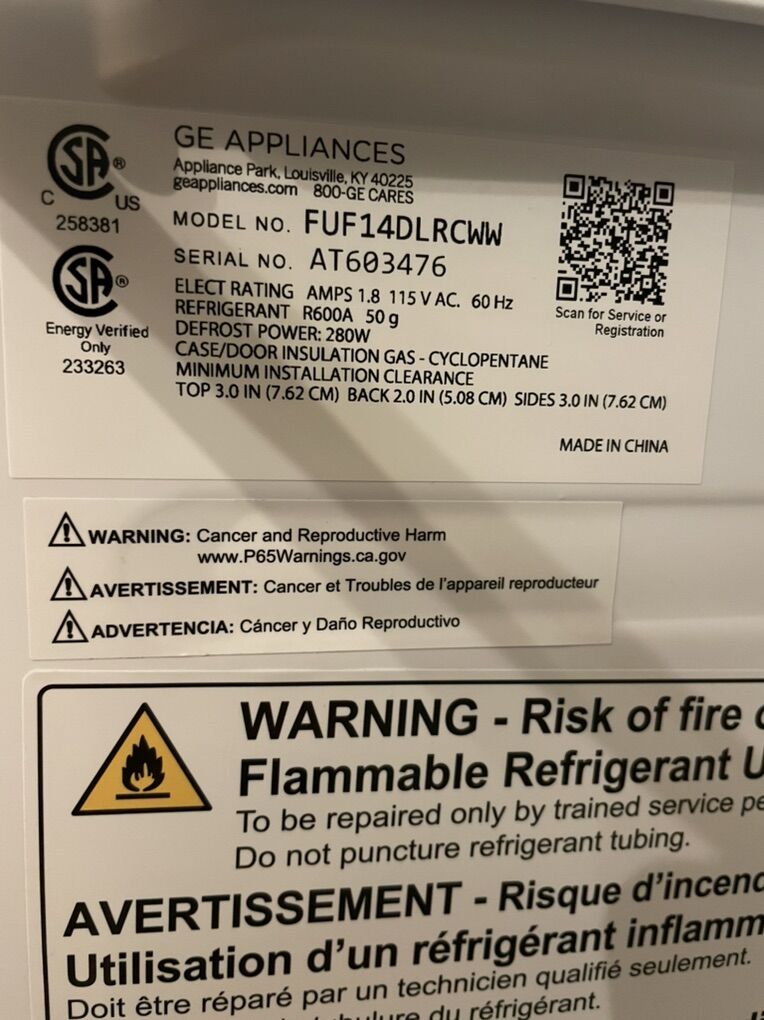 GE APPLIANCES
Appliance Park, Louisville, KY 40225
geappliances.com 800-GE CARES
SA ®
C US
258381
MODEL NO. FUF14DLRCWW
SERIAL NO. AT603476
SA ®
Energy Verified
Only
233263
ELECT RATING AMPS 1.8 115 V AC. 60 Hz
REFRIGERANT R600A 50 g
DEFROST POWER: 280W
CASE/DOOR INSULATION GAS - CYCLOPENTANE
MINIMUM INSTALLATION CLEARANCE
TOP 3.0 IN (7.62 CM) BACK 2.0 IN (5.08 CM) SIDES 3.0 IN (7.62 CM)
Scan for Service or
Registration
MADE IN CHINA
WARNING: Cancer and Reproductive Harm
www.P65Warnings.ca.gov
AVERTISSEMENT: Cancer et Troubles de l'appareil reproducteur
ADVERTENCIA: Cáncer y Daño Reproductivo
WARNING - Risk of fire
Flammable Refrigerant
To be repaired only by trained service
Do not puncture refrigerant tubing.
AVERTISSEMENT - Risque d'incend
Utilisation d'un réfrigérant inflamm
Doit être réparé par un technicien qualifié seulement.
du réfrigérant.